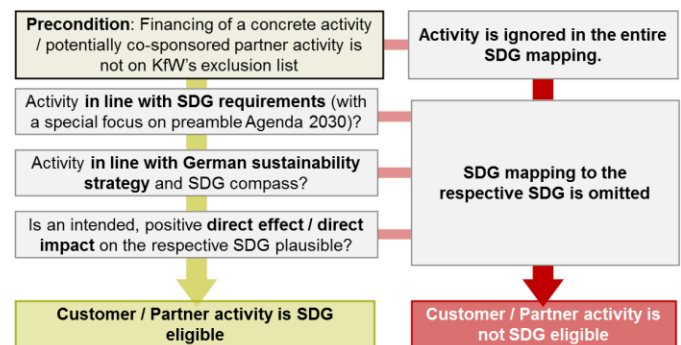 Precondition: Financing of a concrete activity
/ potentially co-sponsored partner activity is
not on KfW's exclusion list
Activity is ignored in the entire
SDG mapping.
Activity in line with SDG requirements (with
a special focus on preamble Agenda 2030)?
Activity in line with German sustainability
strategy and SDG compass?
Is an intended, positive direct effect / direct
impact on the respective SDG plausible?
SDG mapping to the
respective SDG is omitted
Customer / Partner activity is SDG
eligible
Customer / Partner activity is
not SDG eligible